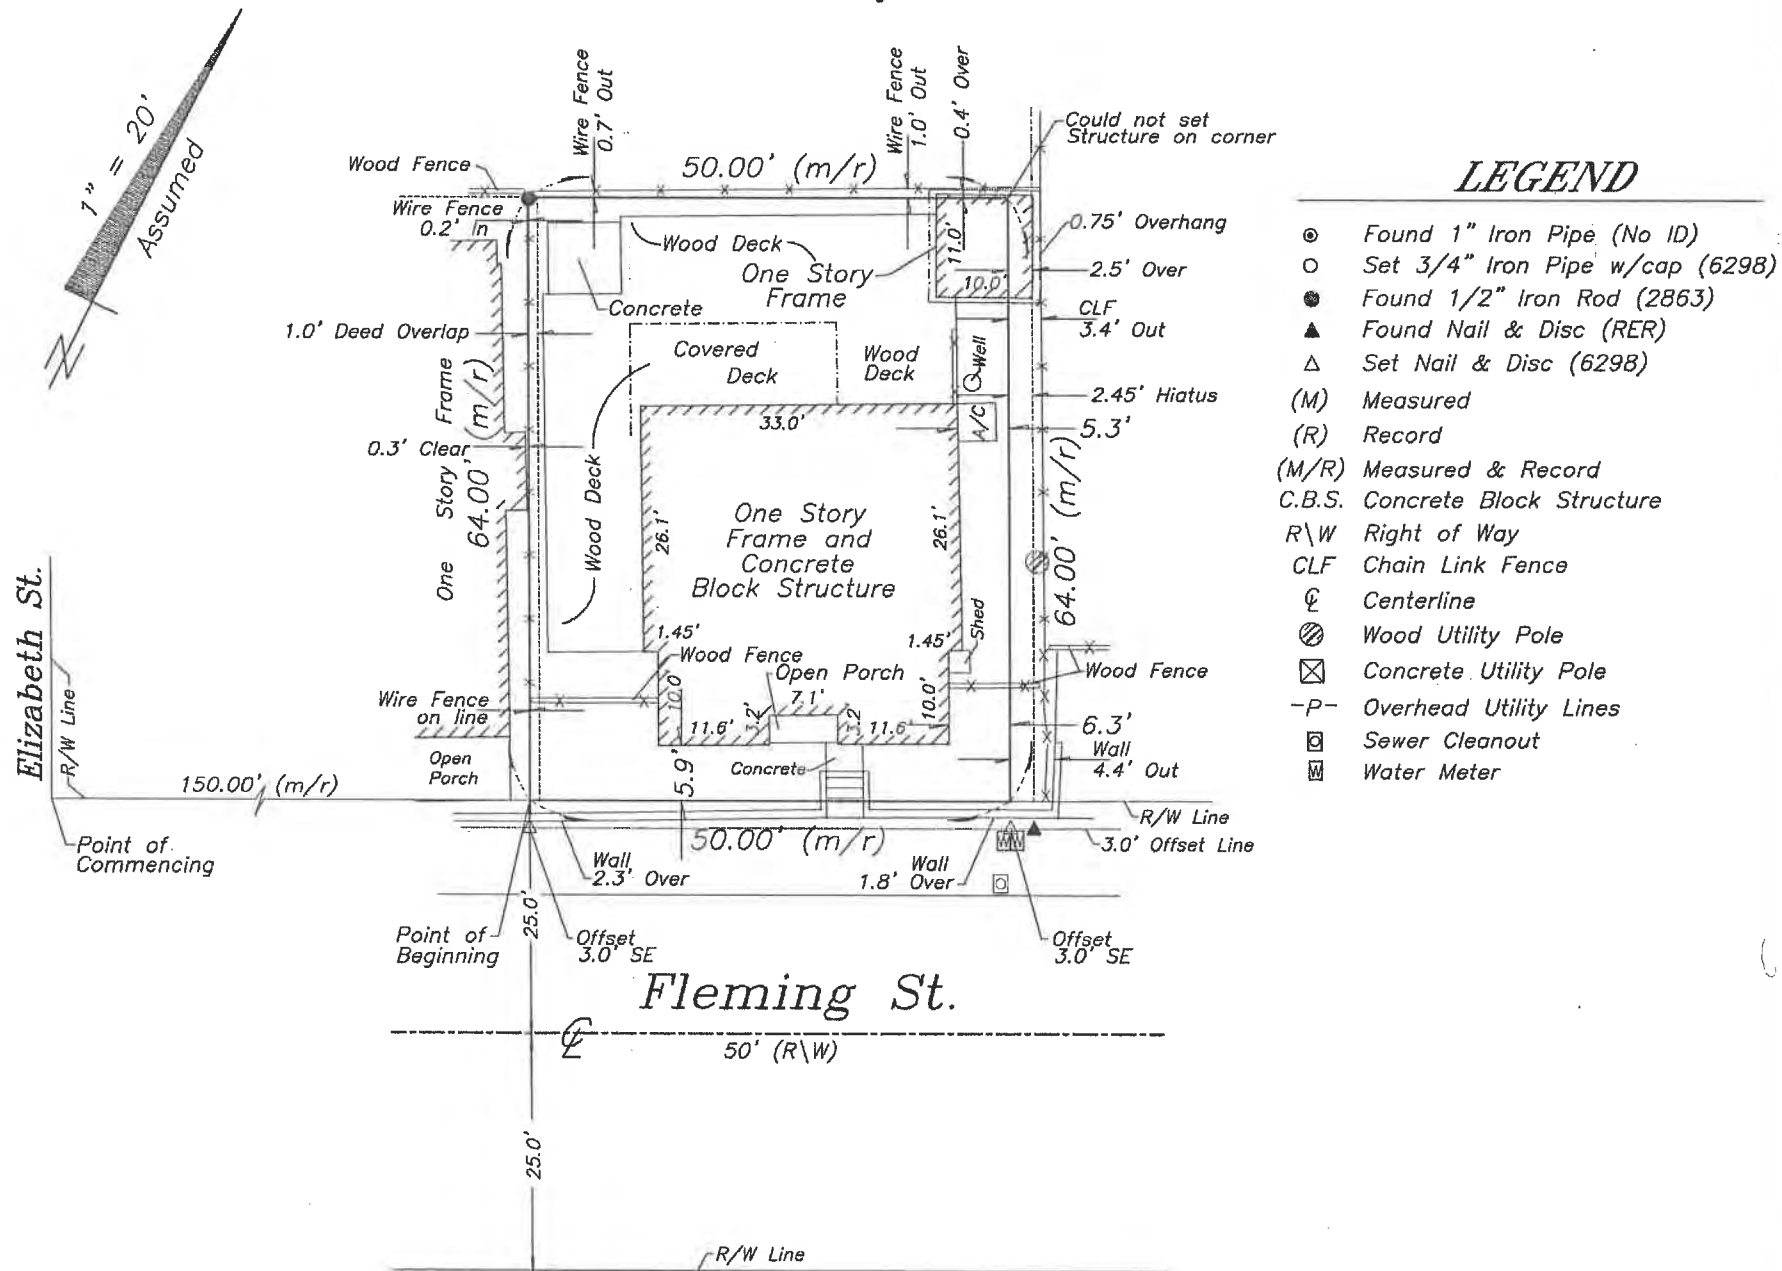 1" = 20'
Assumed
N
Wire Fence
0.7' Out
Wire Fence
1.0' Out
0.4' Over
Could not set
Structure on corner
Wood Fence
50.00' (m/r)
Wire Fence
0.2' In
0.75' Overhang
Wood Deck
11.0'
One Story
Frame
10.0'
2.5' Over
Concrete
CLF
3.4' Out
1.0' Deed Overlap
Covered
Deck
Wood
Deck
Well
2.45' Hiatus
One Story Frame
64.00' (m/r)
33.0'
A/C
5.3'
0.3' Clear
Wood Deck
26.1'
One Story
Frame and
Concrete
Block Structure
26.1'
64.00' (m/r)
1.45'
1.45'
Shed
Wood Fence
Open Porch
7.1'
Wood Fence
Wire Fence
on line
10.0'
11.6'
3.2'
3.2'
11.6'
10.0'
6.3'
Open
Porch
5.9'
Concrete
Wall
4.4' Out
Elizabeth St.
R/W Line
150.00' (m/r)
R/W Line
Point of
Commencing
50.00' (m/r)
3.0' Offset Line
Wall
2.3' Over
Wall
1.8' Over
W W
Point of
Beginning
25.0'
Offset
3.0' SE
Offset
3.0' SE
Fleming St.
℄
50' (R\W)
25.0'
R/W Line
LEGEND
Found 1" Iron Pipe (No ID)
Set 3/4" Iron Pipe w/cap (6298)
Found 1/2" Iron Rod (2863)
Found Nail & Disc (RER)
Set Nail & Disc (6298)
(M) Measured
(R) Record
(M/R) Measured & Record
C.B.S. Concrete Block Structure
R\W Right of Way
CLF Chain Link Fence
℄ Centerline
Wood Utility Pole
Concrete Utility Pole
-P- Overhead Utility Lines
Sewer Cleanout
W Water Meter